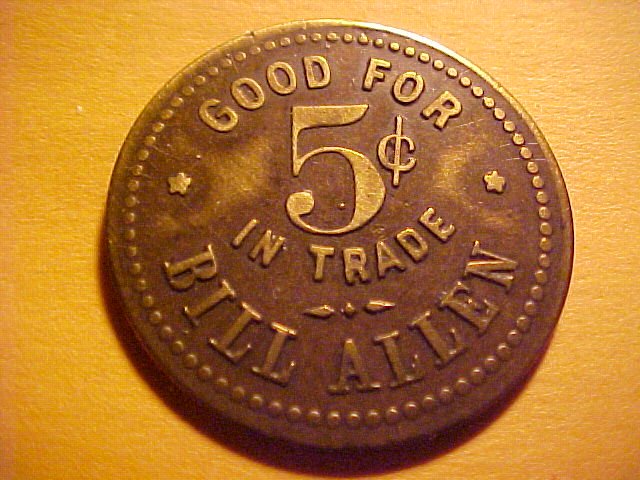 GOOD FOR
5¢
IN TRADE
BILL ALLEN